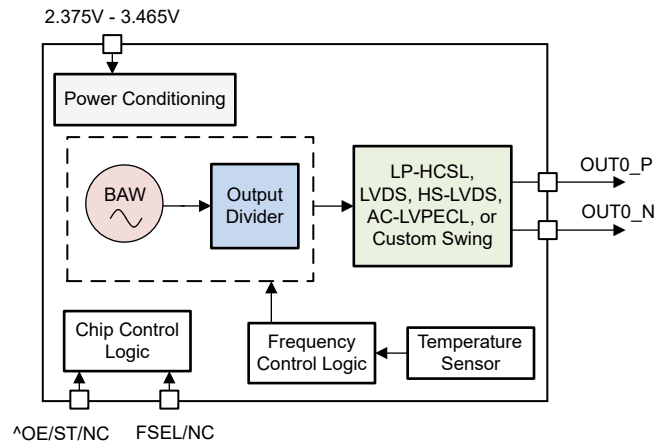 2.375V - 3.465V
Power Conditioning
BAW
Output
Divider
LP-HCSL,
LVDS, HS-LVDS,
AC-LVPECL, or
Custom Swing
OUT0_P
OUT0_N
Chip Control
Logic
Frequency
Control Logic
Temperature
Sensor
^OE/ST/NC
FSEL/NC